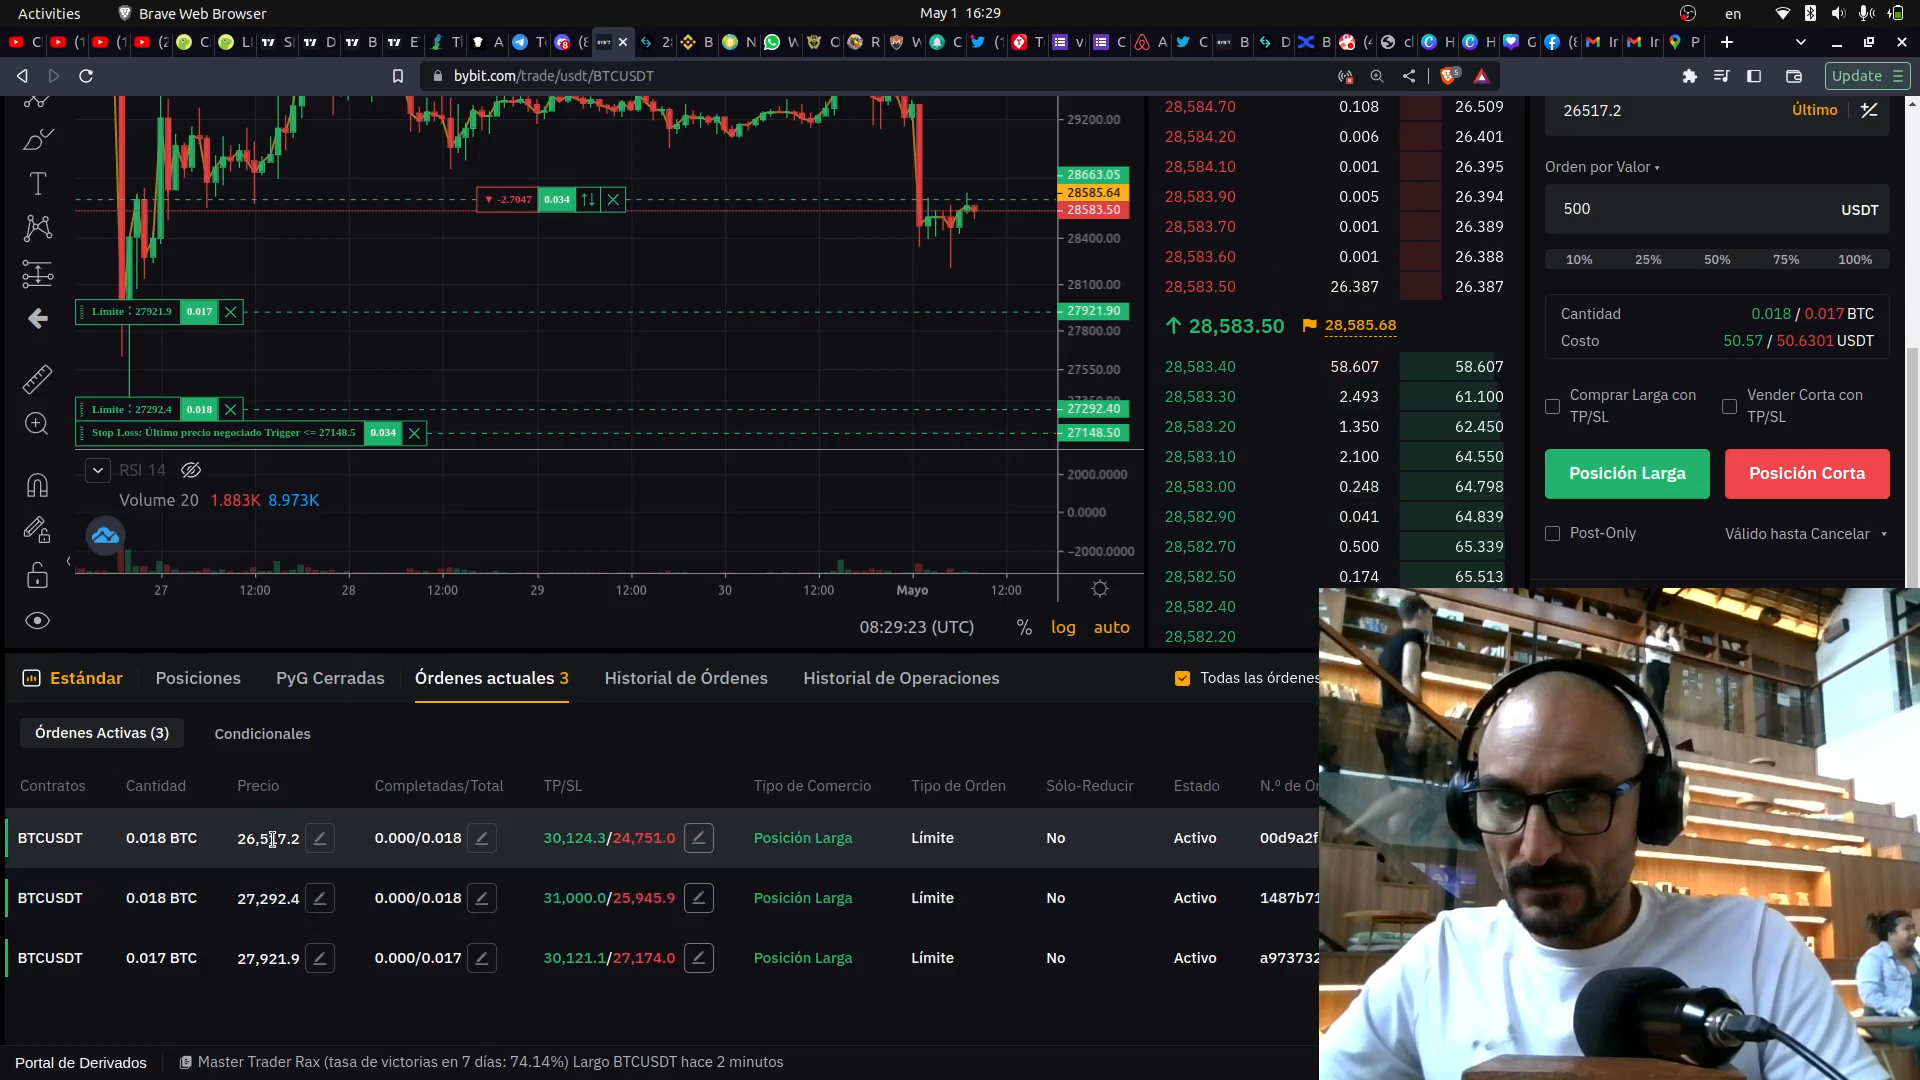 Activities
Brave Web Browser
May 1 16:29
en
bybit.com/trade/usdt/BTCUSDT
Update
29200.00
28663.05
28585.64
28583.50
28400.00
28100.00
27921.90
27800.00
27550.00
27292.40
27148.50
-2.7047 0.034
Límite : 27921.9 0.017
Límite : 27292.4 0.018
Stop Loss: Último precio negociado Trigger <= 27148.5 0.034
RSI 14
Volume 20 1.883K 8.973K
2000.0000
0.0000
−2000.0000
27 12:00 28 12:00 29 12:00 30 12:00 Mayo 12:00
08:29:23 (UTC) % log auto
28,584.70 0.108 26.509
28,584.20 0.006 26.401
28,584.10 0.001 26.395
28,583.90 0.005 26.394
28,583.70 0.001 26.389
28,583.60 0.001 26.388
28,583.50 26.387 26.387
28,583.50 28,585.68
28,583.40 58.607 58.607
28,583.30 2.493 61.100
28,583.20 1.350 62.450
28,583.10 2.100 64.550
28,583.00 0.248 64.798
28,582.90 0.041 64.839
28,582.70 0.500 65.339
28,582.50 0.174 65.513
28,582.40
28,582.20
26517.2 Último
Orden por Valor
500 USDT
10% 25% 50% 75% 100%
Cantidad 0.018 / 0.017 BTC
Costo 50.57 / 50.6301 USDT
Comprar Larga con TP/SL
Vender Corta con TP/SL
Posición Larga Posición Corta
Post-Only Válido hasta Cancelar
Estándar Posiciones PyG Cerradas Órdenes actuales 3 Historial de Órdenes Historial de Operaciones Todas las órdenes
Órdenes Activas (3) Condicionales
Contratos Cantidad Precio Completadas/Total TP/SL Tipo de Comercio Tipo de Orden Sólo-Reducir Estado N.º de Or
BTCUSDT 0.018 BTC 26,517.2 0.000/0.018 30,124.3/24,751.0 Posición Larga Límite No Activo 00d9a2f
BTCUSDT 0.018 BTC 27,292.4 0.000/0.018 31,000.0/25,945.9 Posición Larga Límite No Activo 1487b71
BTCUSDT 0.017 BTC 27,921.9 0.000/0.017 30,121.1/27,174.0 Posición Larga Límite No Activo a973732
Portal de Derivados Master Trader Rax (tasa de victorias en 7 días: 74.14%) Largo BTCUSDT hace 2 minutos